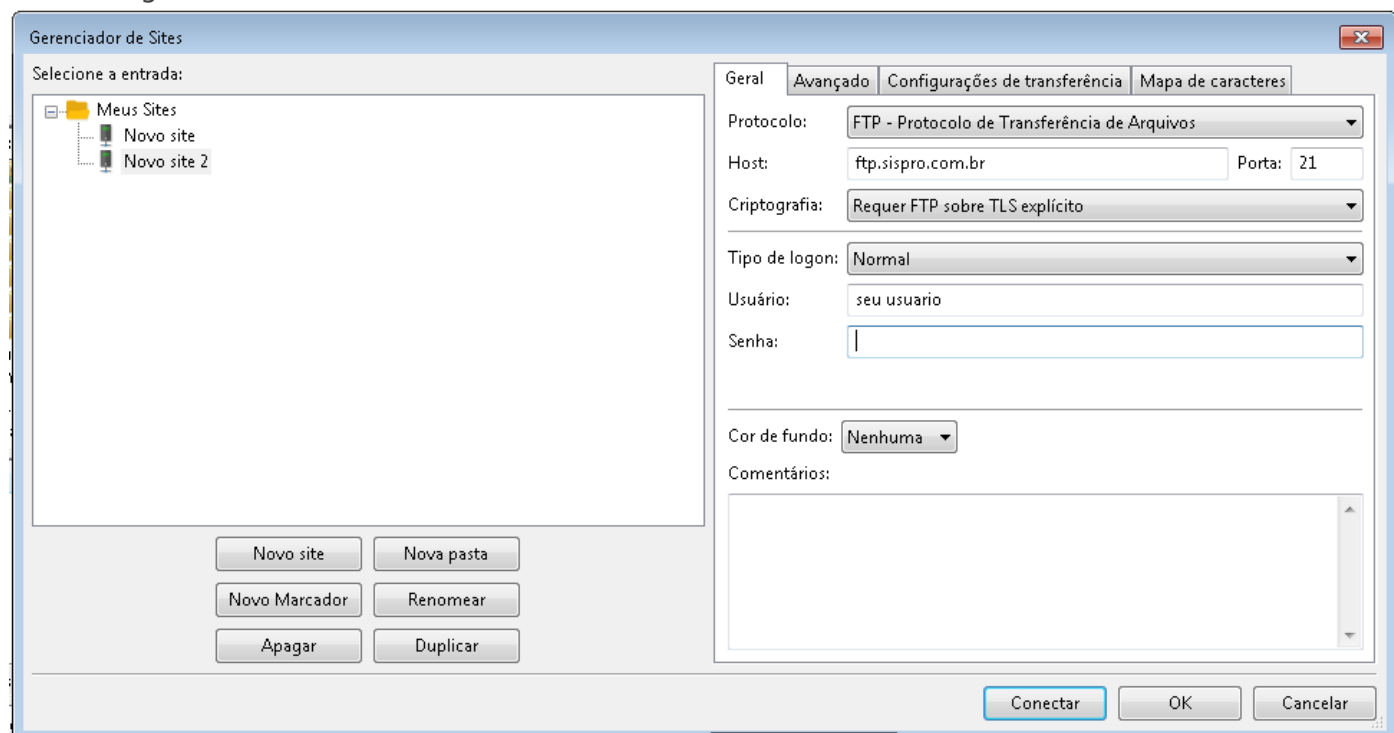 Gerenciador de Sites
Selecione a entrada:
Meus Sites
Novo site
Novo site 2
Novo site
Nova pasta
Novo Marcador
Renomear
Apagar
Duplicar
Geral
Avançado
Configurações de transferência
Mapa de caracteres
Protocolo: FTP - Protocolo de Transferência de Arquivos
Host: ftp.sispro.com.br Porta: 21
Criptografia: Requer FTP sobre TLS explícito
Tipo de logon: Normal
Usuário: seu usuario
Senha:
Cor de fundo: Nenhuma
Comentários:
Conectar
OK
Cancelar